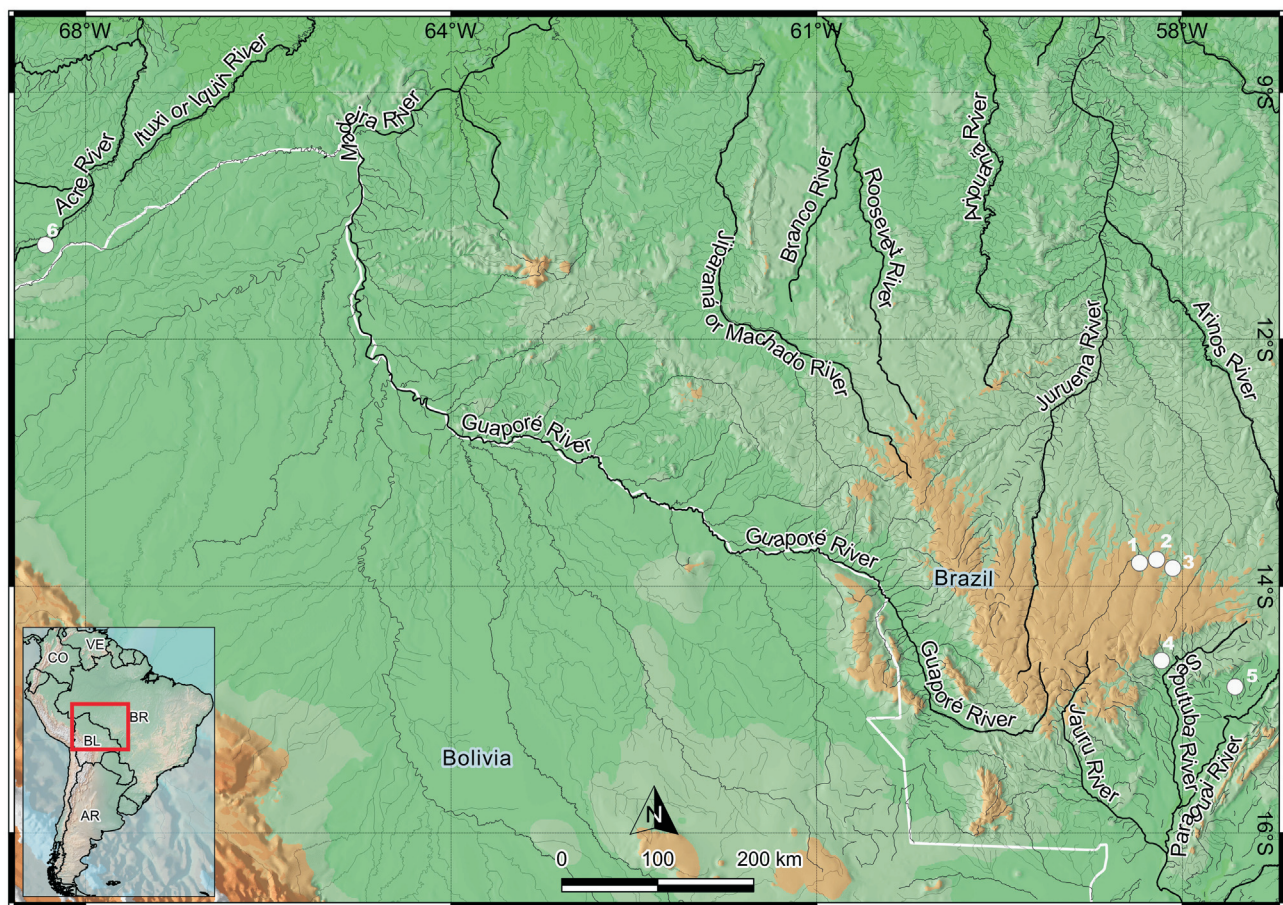 68°W
64°W
61°W
58°W
9°S
12°S
14°S
16°S
Acre River
Ituxi or Iquiri River
Madeira River
Jiparaná or Machado River
Branco River
Roosevelt River
Aripuanã River
Juruena River
Arinos River
Guaporé River
Guaporé River
Guaporé River
Jauru River
Seputuba River
Paraguai River
Brazil
Bolivia
1
2
3
4
5
6
N
0 100 200 km
CO
VE
BR
BL
AR